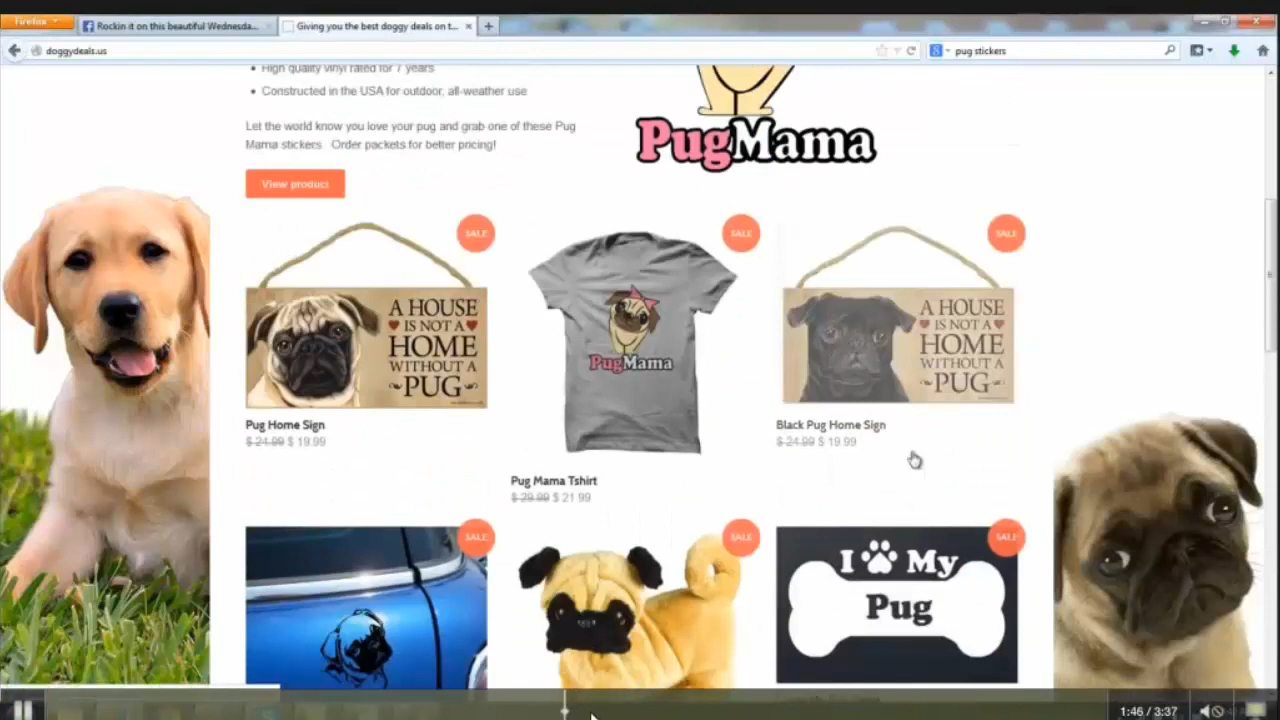 Firefox
Rockin it on this beautiful Wednesda...
Giving you the best doggy deals on t...
doggydeals.us
pug stickers
High quality vinyl rated for 7 years
Constructed in the USA for outdoor, all-weather use
Let the world know you love your pug and grab one of these Pug
Mama stickers. Order packets for better pricing!
PugMama
View product
SALE
SALE
SALE
A HOUSE
IS NOT A
HOME
WITHOUT A
PUG
PugMama
A HOUSE
IS NOT A
HOME
WITHOUT A
PUG
Pug Home Sign
$ 24.99 $ 19.99
Pug Mama Tshirt
$ 29.99 $ 21.99
Black Pug Home Sign
$ 24.99 $ 19.99
SALE
SALE
SALE
I My
Pug
1:46 / 3:37